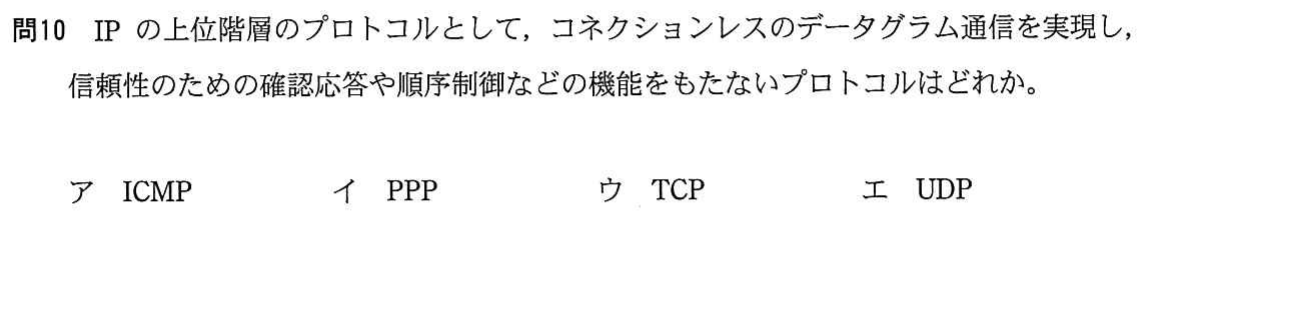 問10 IP の上位階層のプロトコルとして，コネクションレスのデータグラム通信を実現し，
信頼性のための確認応答や順序制御などの機能をもたないプロトコルはどれか。
ア ICMP イ PPP ウ TCP エ UDP